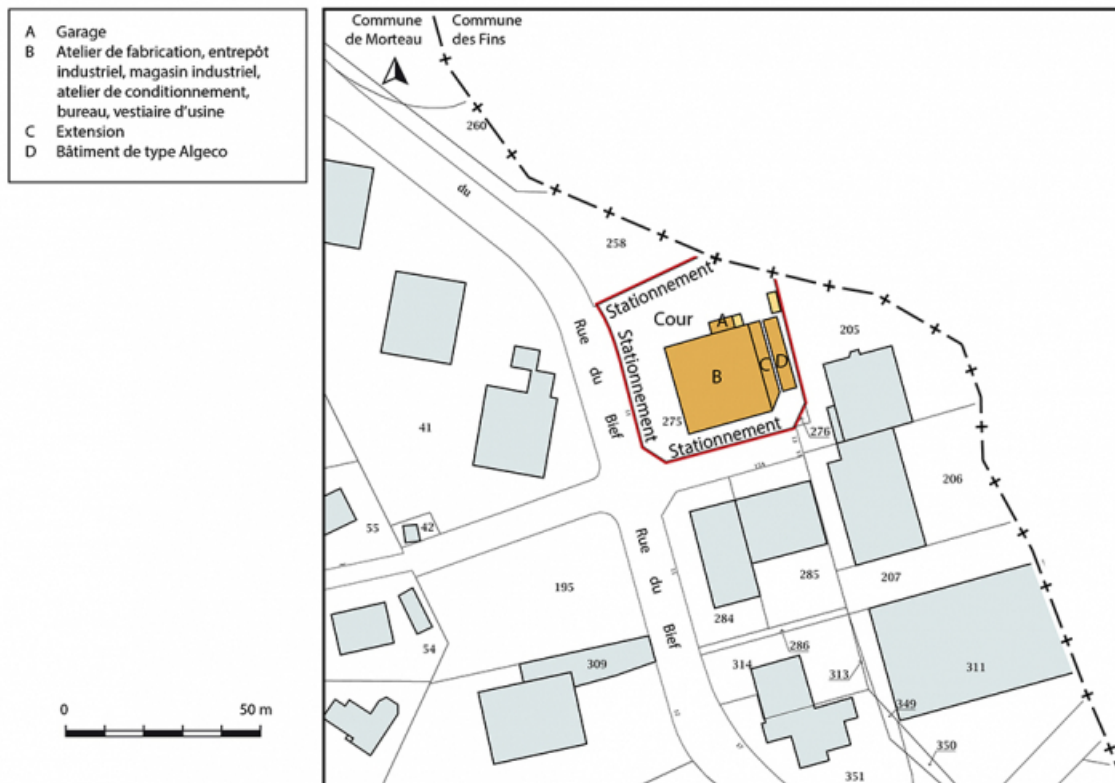 A Garage
B Atelier de fabrication, entrepôt
industriel, magasin industriel,
atelier de conditionnement,
bureau, vestiaire d'usine
C Extension
D Bâtiment de type Algeco
Commune
de Morteau
Commune
des Fins
260
du
258
Stationnement
Cour
A
205
Rue
du
Bief
Stationnement
B
C
D
41
275
Stationnement
276
206
55
42
Rue
du
Bief
195
285
207
284
54
286
309
314
313
311
349
350
351
0
50 m